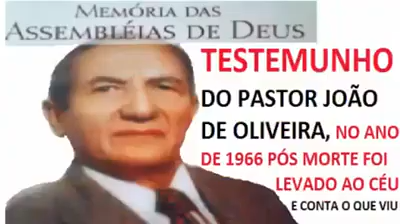 MEMÓRIA DAS
ASSEMBLÉIAS DE DEUS
TESTEMUNHO
DO PASTOR JOÃO
DE OLIVEIRA, NO ANO
DE 1966 PÓS MORTE FOI
LEVADO AO CÉU
E CONTA O QUE VIU